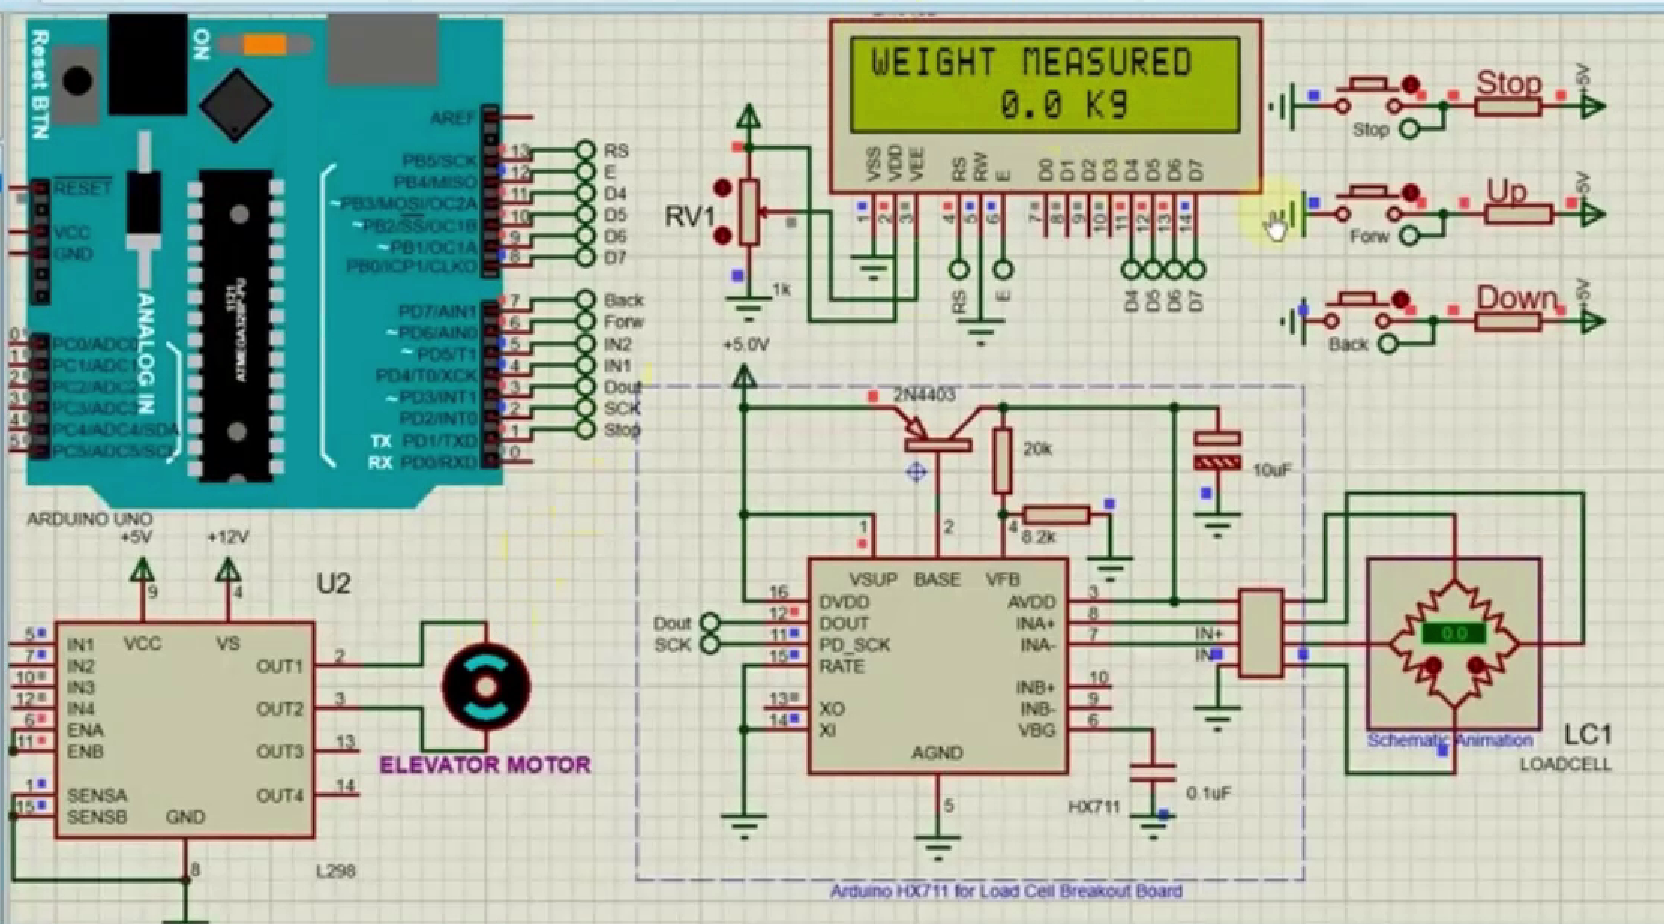 Reset BTN
ON
AREF
RESET
VCC
GND
ANALOG IN
PC0/ADC0
PC1/ADC1
PC2/ADC2
PC3/ADC3
PC4/ADC4/SDA
PC5/ADC5/SCL
PB5/SCK 13 RS
PB4/MISO 12 E
~PB3/MOSI/OC2A 11 D4
~PB2/SS/OC1B 10 D5
~PB1/OC1A 9 D6
PB0/ICP1/CLKO 8 D7
PD7/AIN1 7 Back
~PD6/AIN0 6 Forw
~PD5/T1 5 IN2
PD4/T0/XCK 4 IN1
~PD3/INT1 3 Dout
PD2/INT0 2 SCK
TX PD1/TXD 1 Stop
RX PD0/RXD 0
1121
ATMEGA328P-PU
ARDUINO UNO
WEIGHT MEASURED
0.0 Kg
VSS VDD VEE RS RW E D0 D1 D2 D3 D4 D5 D6 D7
1 2 3 4 5 6 7 8 9 10 11 12 13 14
RS E D4 D5 D6 D7
RV1
1k
Stop
+5V
Stop
Up
+5V
Forw
Down
+5V
Back
+5.0V
2N4403
20k
10uF
8.2k
1 2 4
VSUP BASE VFB
16 DVDD
Dout 12 DOUT
SCK 11 PD_SCK
15 RATE
13 XO
14 XI
AVDD 3
INA+ 8
INA- 7
INB+ 10
INB- 9
VBG 6
AGND
5
HX711
0.1uF
IN+
IN
0.0
Schematic Animation
LC1
LOADCELL
Arduino HX711 for Load Cell Breakout Board
+5V +12V
9 4
U2
VCC VS
5 IN1
7 IN2
10 IN3
12 IN4
6 ENA
11 ENB
1 SENSA
15 SENSB
OUT1 2
OUT2 3
OUT3 13
OUT4 14
GND
8
L298
ELEVATOR MOTOR